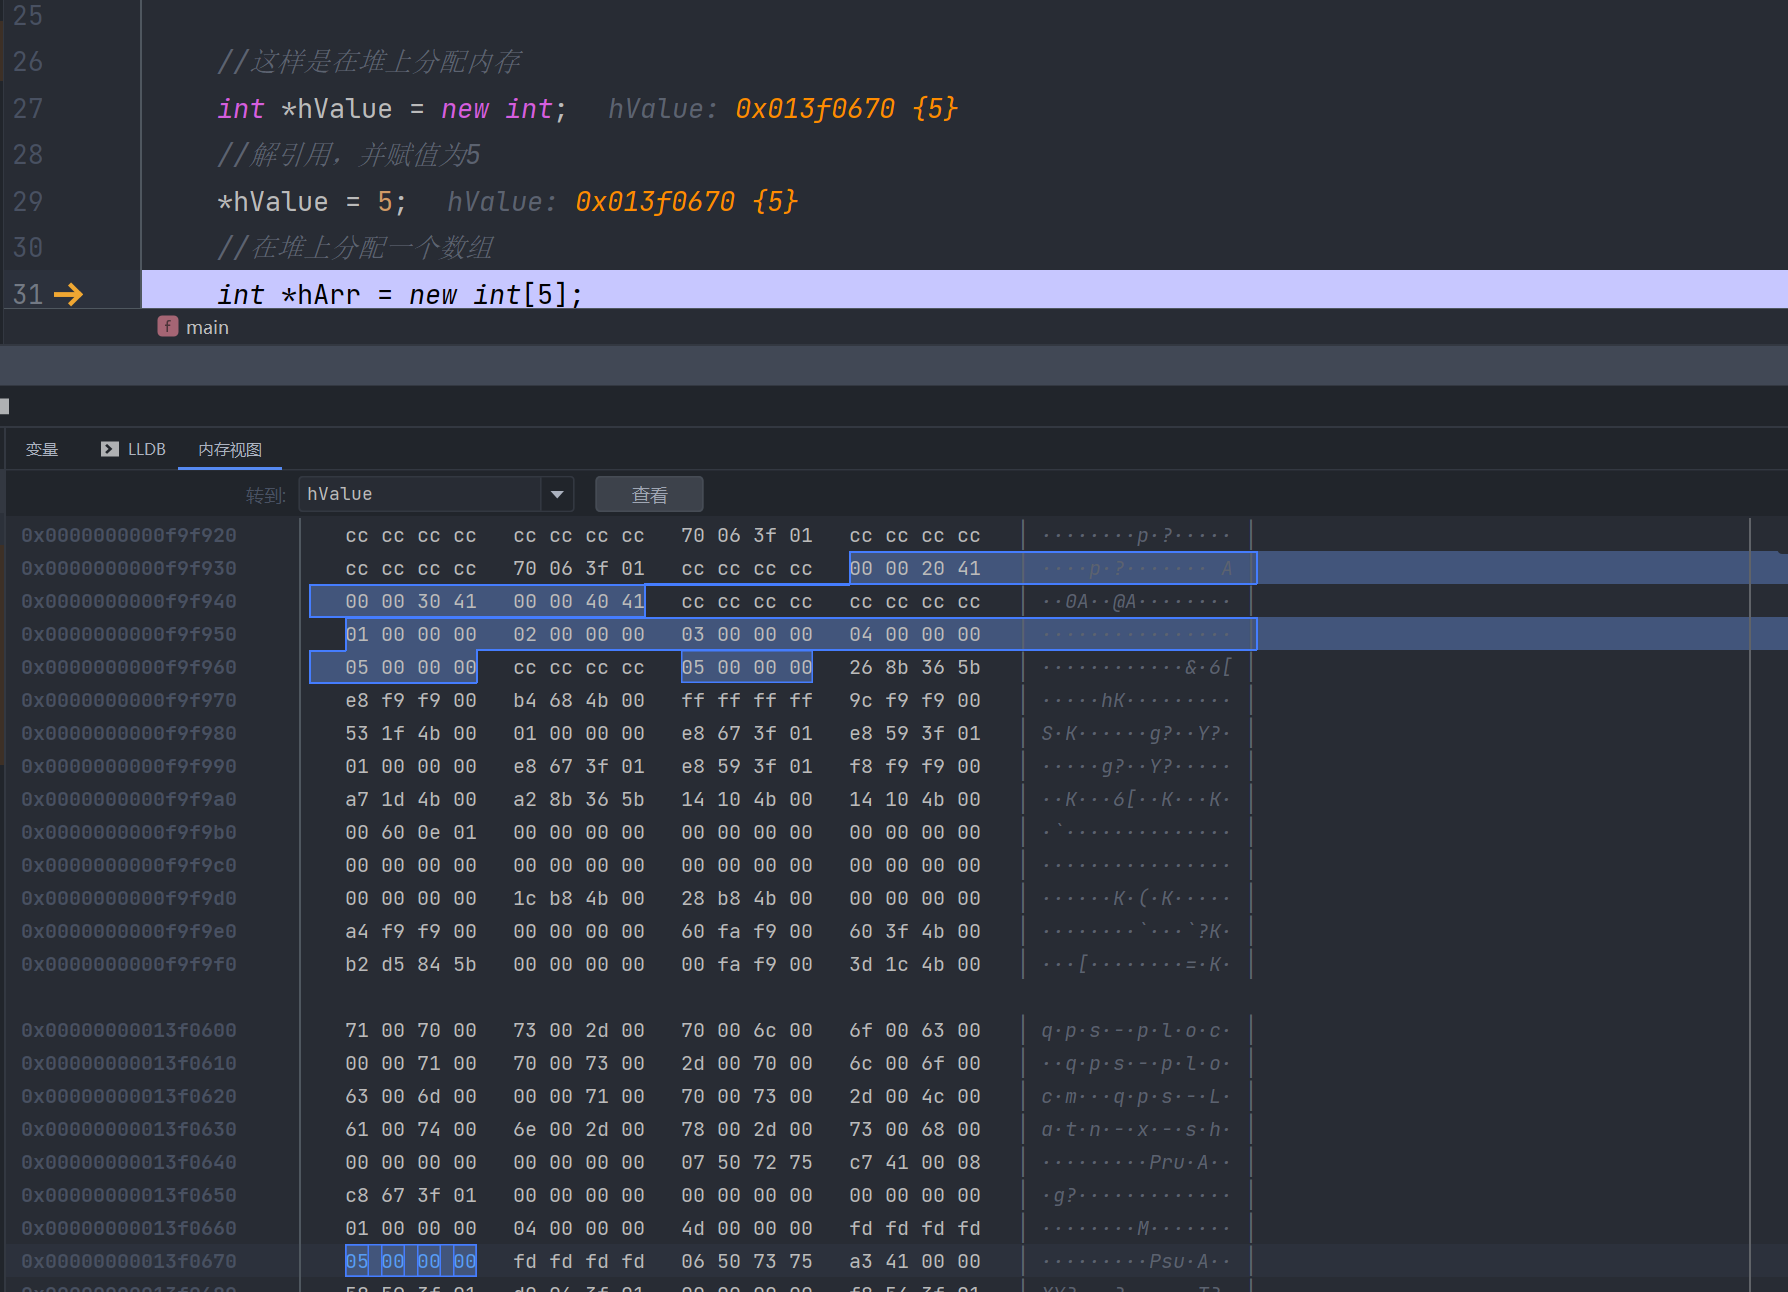 25
26 //这样是在堆上分配内存
27 int *hValue = new int; hValue: 0x013f0670 {5}
28 //解引用，并赋值为5
29 *hValue = 5; hValue: 0x013f0670 {5}
30 //在堆上分配一个数组
31 int *hArr = new int[5];
f main
变量 LLDB 内存视图
转到: hValue 查看
0x0000000000f9f920 cc cc cc cc cc cc cc cc 70 06 3f 01 cc cc cc cc ········p·?·····
0x0000000000f9f930 cc cc cc cc 70 06 3f 01 cc cc cc cc 00 00 20 41 ····p·?······· A
0x0000000000f9f940 00 00 30 41 00 00 40 41 cc cc cc cc cc cc cc cc ··0A··@A········
0x0000000000f9f950 01 00 00 00 02 00 00 00 03 00 00 00 04 00 00 00 ················
0x0000000000f9f960 05 00 00 00 cc cc cc cc 05 00 00 00 26 8b 36 5b ············&·6[
0x0000000000f9f970 e8 f9 f9 00 b4 68 4b 00 ff ff ff ff 9c f9 f9 00 ·····hK·········
0x0000000000f9f980 53 1f 4b 00 01 00 00 00 e8 67 3f 01 e8 59 3f 01 S·K······g?··Y?·
0x0000000000f9f990 01 00 00 00 e8 67 3f 01 e8 59 3f 01 f8 f9 f9 00 ·····g?··Y?·····
0x0000000000f9f9a0 a7 1d 4b 00 a2 8b 36 5b 14 10 4b 00 14 10 4b 00 ··K···6[··K···K·
0x0000000000f9f9b0 00 60 0e 01 00 00 00 00 00 00 00 00 00 00 00 00 ·`··············
0x0000000000f9f9c0 00 00 00 00 00 00 00 00 00 00 00 00 00 00 00 00 ················
0x0000000000f9f9d0 00 00 00 00 1c b8 4b 00 28 b8 4b 00 00 00 00 00 ······K·(·K·····
0x0000000000f9f9e0 a4 f9 f9 00 00 00 00 00 60 fa f9 00 60 3f 4b 00 ········`···`?K·
0x0000000000f9f9f0 b2 d5 84 5b 00 00 00 00 00 fa f9 00 3d 1c 4b 00 ···[········=·K·
0x00000000013f0600 71 00 70 00 73 00 2d 00 70 00 6c 00 6f 00 63 00 q·p·s·-·p·l·o·c·
0x00000000013f0610 00 00 71 00 70 00 73 00 2d 00 70 00 6c 00 6f 00 ··q·p·s·-·p·l·o·
0x00000000013f0620 63 00 6d 00 00 00 71 00 70 00 73 00 2d 00 4c 00 c·m···q·p·s·-·L·
0x00000000013f0630 61 00 74 00 6e 00 2d 00 78 00 2d 00 73 00 68 00 a·t·n·-·x·-·s·h·
0x00000000013f0640 00 00 00 00 00 00 00 00 07 50 72 75 c7 41 00 08 ·········Pru·A··
0x00000000013f0650 c8 67 3f 01 00 00 00 00 00 00 00 00 00 00 00 00 ·g?·············
0x00000000013f0660 01 00 00 00 04 00 00 00 4d 00 00 00 fd fd fd fd ········M·······
0x00000000013f0670 05 00 00 00 fd fd fd fd 06 50 73 75 a3 41 00 00 ·········Psu·A··